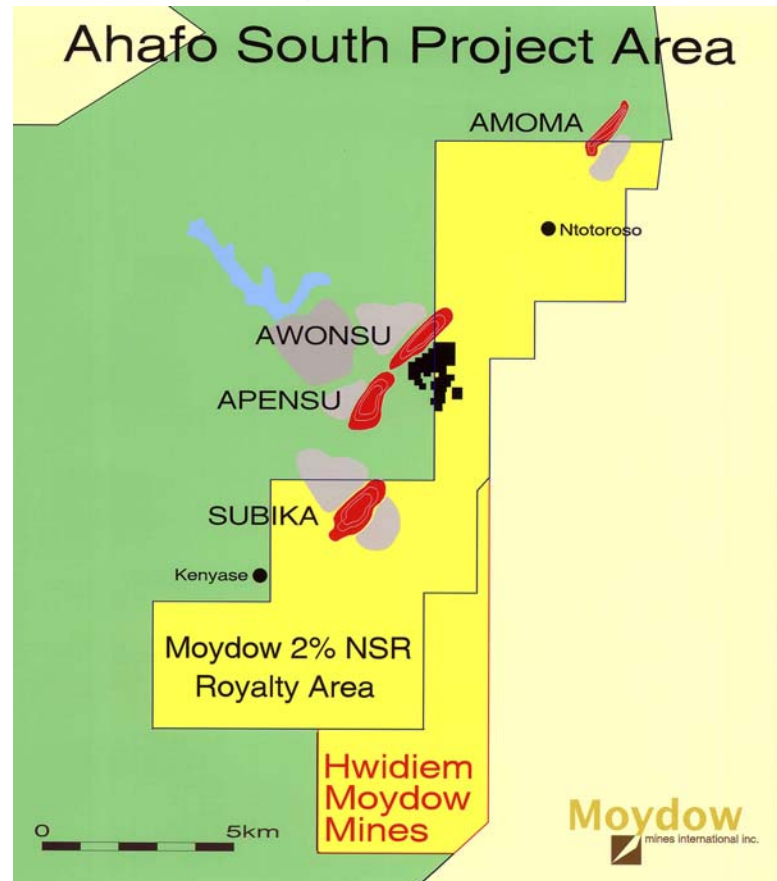 Ahafo South Project Area
AMOMA
Ntotoroso
AWONSU
APENSU
SUBIKA
Kenyase
Moydow 2% NSR
Royalty Area
Hwidiem
Moydow
Mines
0 5km
Moydow
mines international inc.